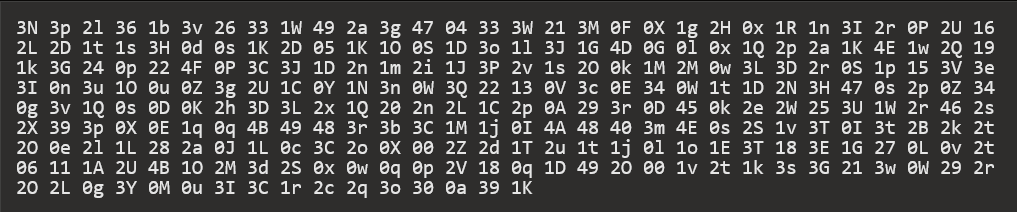 3N 3p 2l 36 1b 3v 26 33 1W 49 2a 3g 47 04 33 3W 21 3M 0F 0X 1g 2H 0x 1R 1n 3I 2r 0P 2U 16
2L 2D 1t 1s 3H 0d 0s 1K 2D 05 1K 1O 0S 1D 3o 1l 3J 1G 4D 0G 0l 0x 1Q 2p 2a 1K 4E 1w 2Q 19
1k 3G 24 0p 22 4F 0P 3C 3J 1D 2n 1m 2i 1J 3P 2v 1s 2O 0k 1M 2M 0w 3L 3D 2r 0S 1p 15 3V 3e
3I 0n 3u 1O 0u 0Z 3g 2U 1C 0Y 1N 3n 0W 3Q 22 13 0V 3c 0E 34 0W 1t 1D 2N 3H 47 0s 2p 0Z 34
0g 3v 1Q 0s 0D 0K 2h 3D 3L 2x 1Q 20 2n 2L 1C 2p 0A 29 3r 0D 45 0k 2e 2W 25 3U 1W 2r 46 2s
2X 39 3p 0X 0E 1q 0q 4B 49 48 3r 3b 3C 1M 1j 0I 4A 48 40 3m 4E 0s 2S 1v 3T 0I 3t 2B 2k 2t
2O 0e 2l 1L 28 2a 0J 1L 0c 3C 2o 0X 00 2Z 2d 1T 2u 1t 1j 0l 1o 1E 3T 18 3E 1G 27 0L 0v 2t
06 11 1A 2U 4B 1O 2M 3d 2S 0x 0w 0q 0p 2V 18 0q 1D 49 2O 00 1v 2t 1k 3s 3G 21 3w 0W 29 2r
2O 2L 0g 3Y 0M 0u 3I 3C 1r 2c 2q 3o 30 0a 39 1K